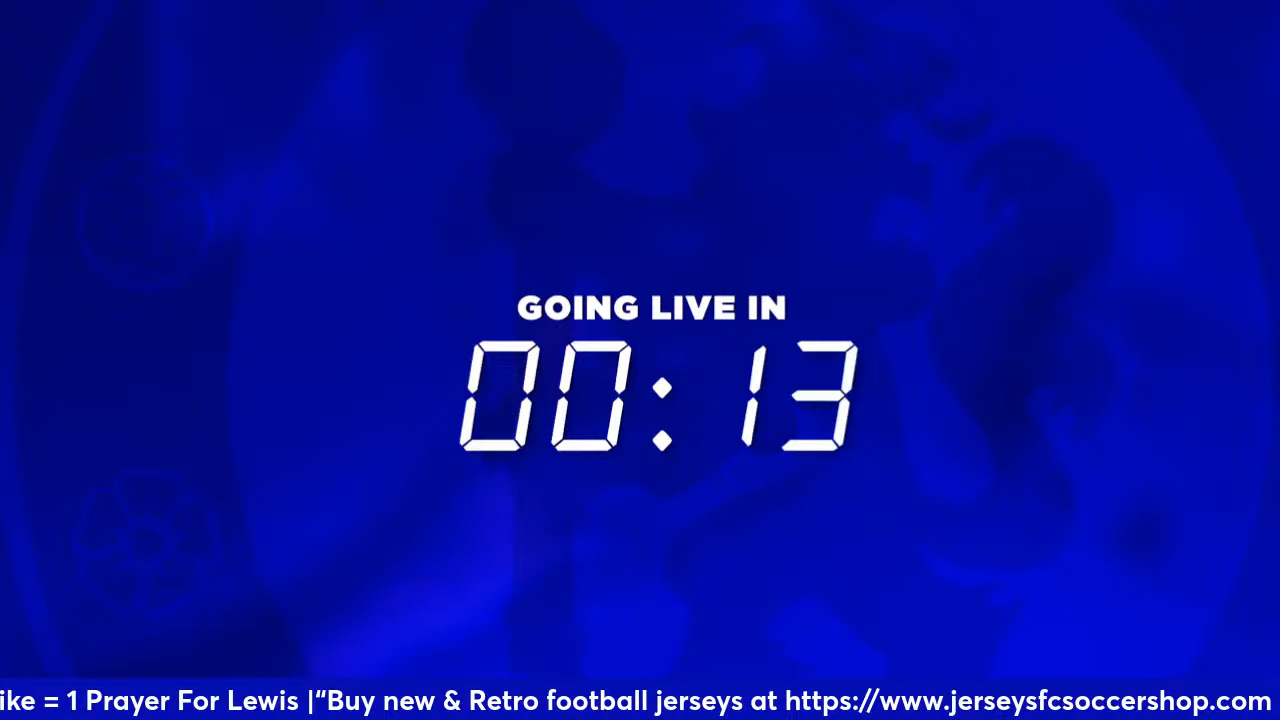 GOING LIVE IN
00:13
ike = 1 Prayer For Lewis |“Buy new & Retro football jerseys at https://www.jerseysfcsoccershop.com